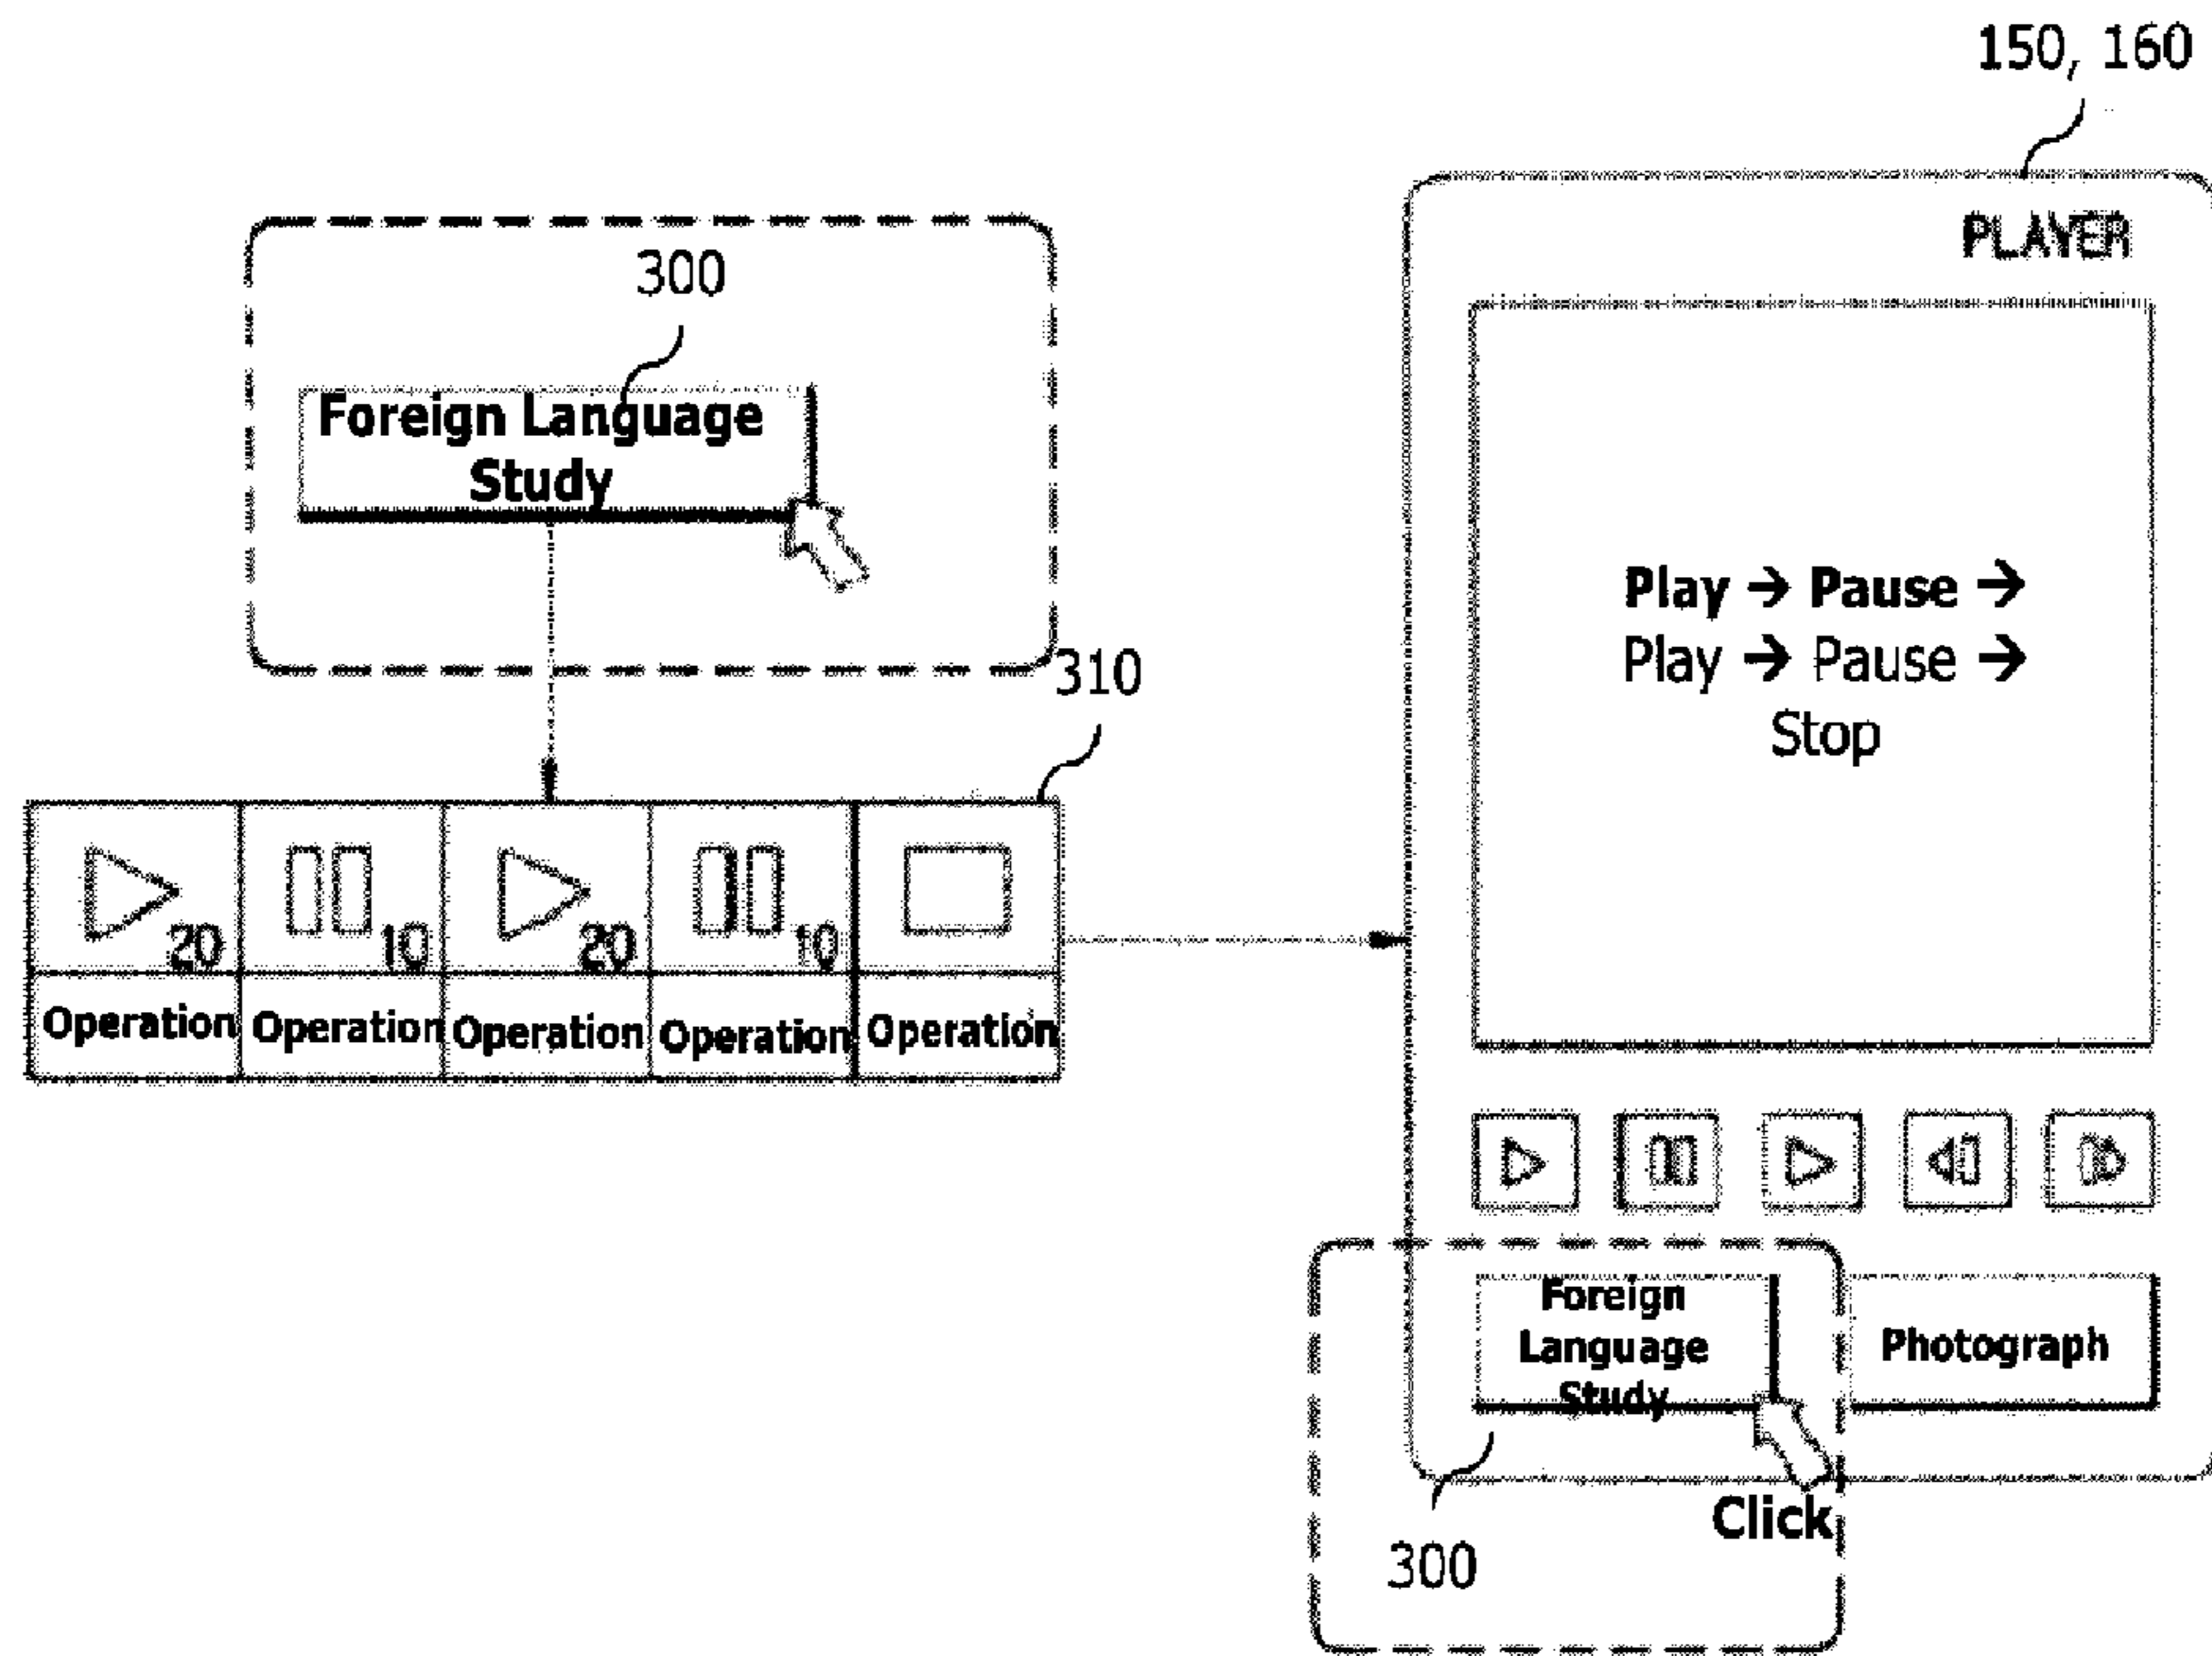 150, 160
PLAYER
300
Foreign Language
Study
310
20
10
20
10
Operation
Operation
Operation
Operation
Operation
Play → Pause →
Play → Pause →
Stop
Foreign
Language
Study
Photograph
Click
300